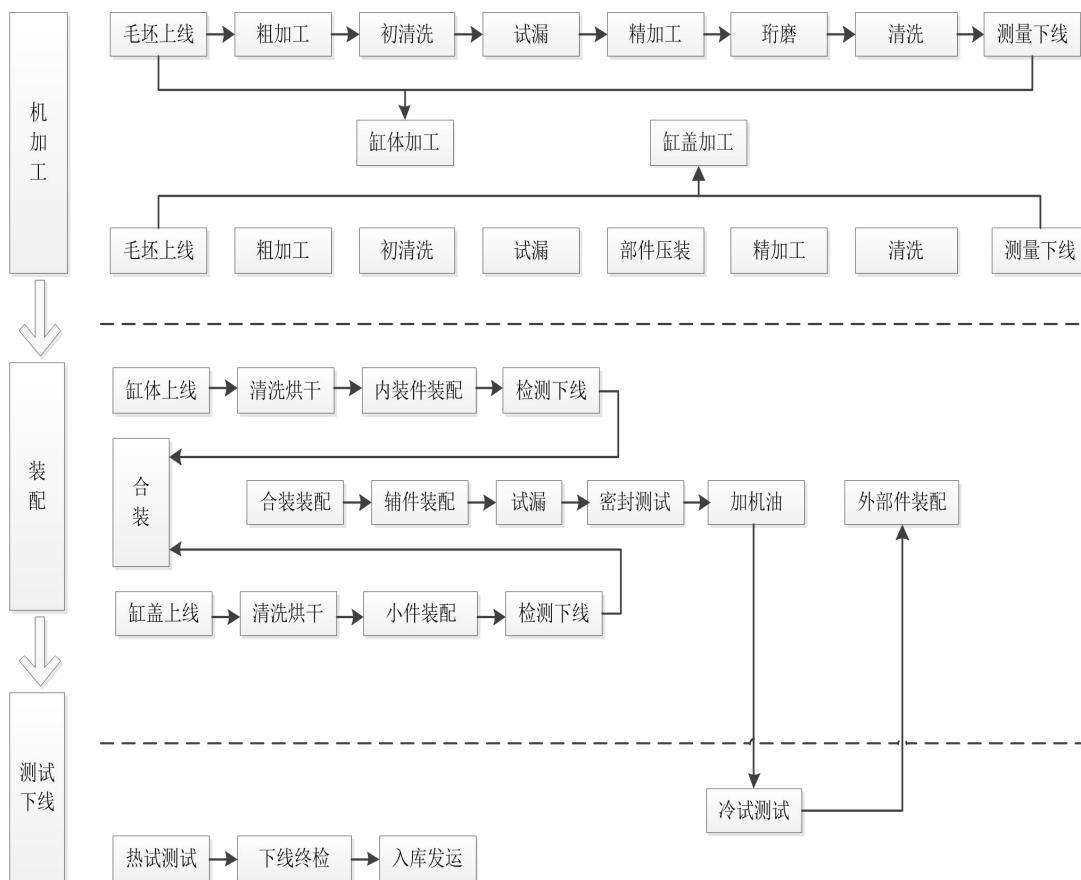 机
加
工
毛坯上线
粗加工
初清洗
试漏
精加工
珩磨
清洗
测量下线
缸体加工
缸盖加工
毛坯上线
粗加工
初清洗
试漏
部件压装
精加工
清洗
测量下线
装
配
缸体上线
清洗烘干
内装件装配
检测下线
合
装
合装装配
辅件装配
试漏
密封测试
加机油
外部件装配
缸盖上线
清洗烘干
小件装配
检测下线
测试
下线
冷试测试
热试测试
下线终检
入库发运